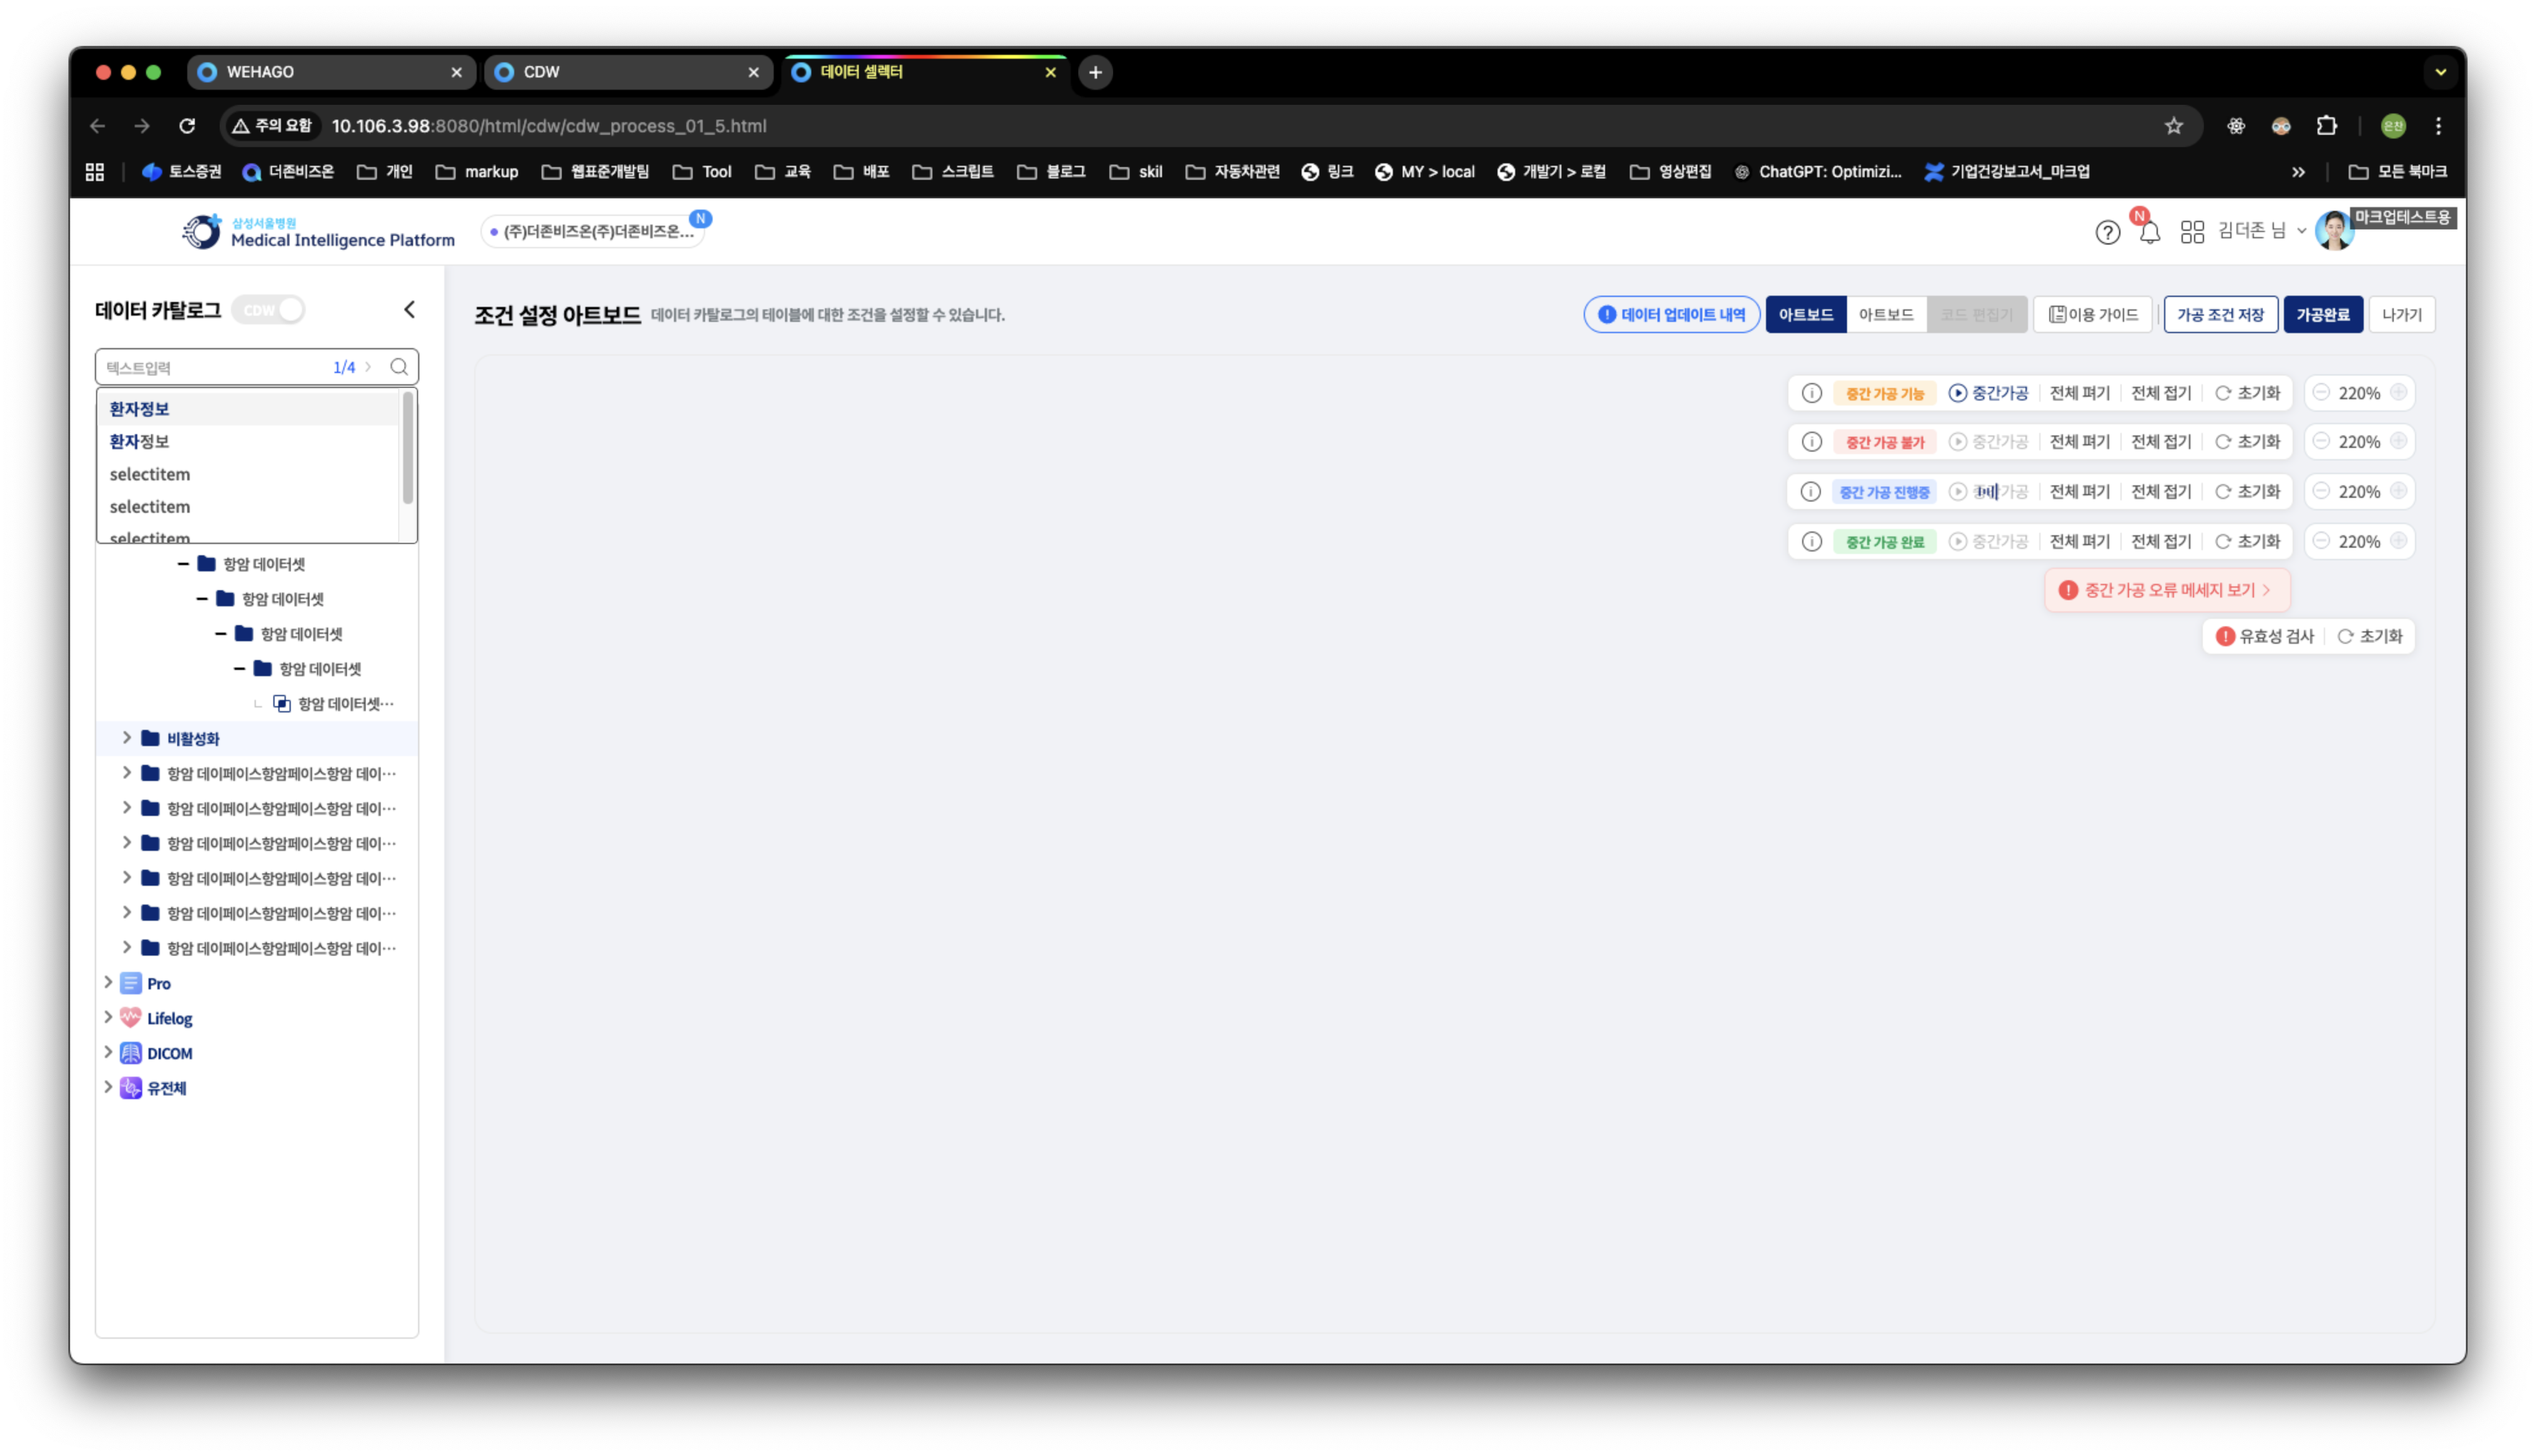 WEHAGO
CDW
데이터 셀렉터
주의 요함 10.106.3.98:8080/html/cdw/cdw_process_01_5.html
은찬
토스증권 더존비즈온 개인 markup 웹표준개발팀 Tool 교육 배포 스크립트 블로그 skil 자동차관련 링크 MY > local 개발기 > 로컬 영상편집 ChatGPT: Optimizi... 기업건강보고서_마크업 » 모든 북마크
삼성서울병원
Medical Intelligence Platform
(주)더존비즈온(주)더존비즈온...
N
N
김더존 님
마크업테스트용
데이터 카탈로그 CDW
텍스트입력 1/4
환자정보
환자정보
selectitem
selectitem
selectitem
항암 데이터셋
항암 데이터셋
항암 데이터셋
항암 데이터셋
항암 데이터셋···
비활성화
항암 데이페이스항암페이스항암 데이···
항암 데이페이스항암페이스항암 데이···
항암 데이페이스항암페이스항암 데이···
항암 데이페이스항암페이스항암 데이···
항암 데이페이스항암페이스항암 데이···
항암 데이페이스항암페이스항암 데이···
Pro
Lifelog
DICOM
유전체
조건 설정 아트보드 데이터 카탈로그의 테이블에 대한 조건을 설정할 수 있습니다.
데이터 업데이트 내역 아트보드 아트보드 코드 편집기 이용 가이드 가공 조건 저장 가공완료 나가기
중간 가공 기능 중간가공 전체 펴기 전체 접기 초기화 220%
중간 가공 불가 중간가공 전체 펴기 전체 접기 초기화 220%
중간 가공 진행중 중간가공 전체 펴기 전체 접기 초기화 220%
중간 가공 완료 중간가공 전체 펴기 전체 접기 초기화 220%
중간 가공 오류 메세지 보기
유효성 검사 초기화